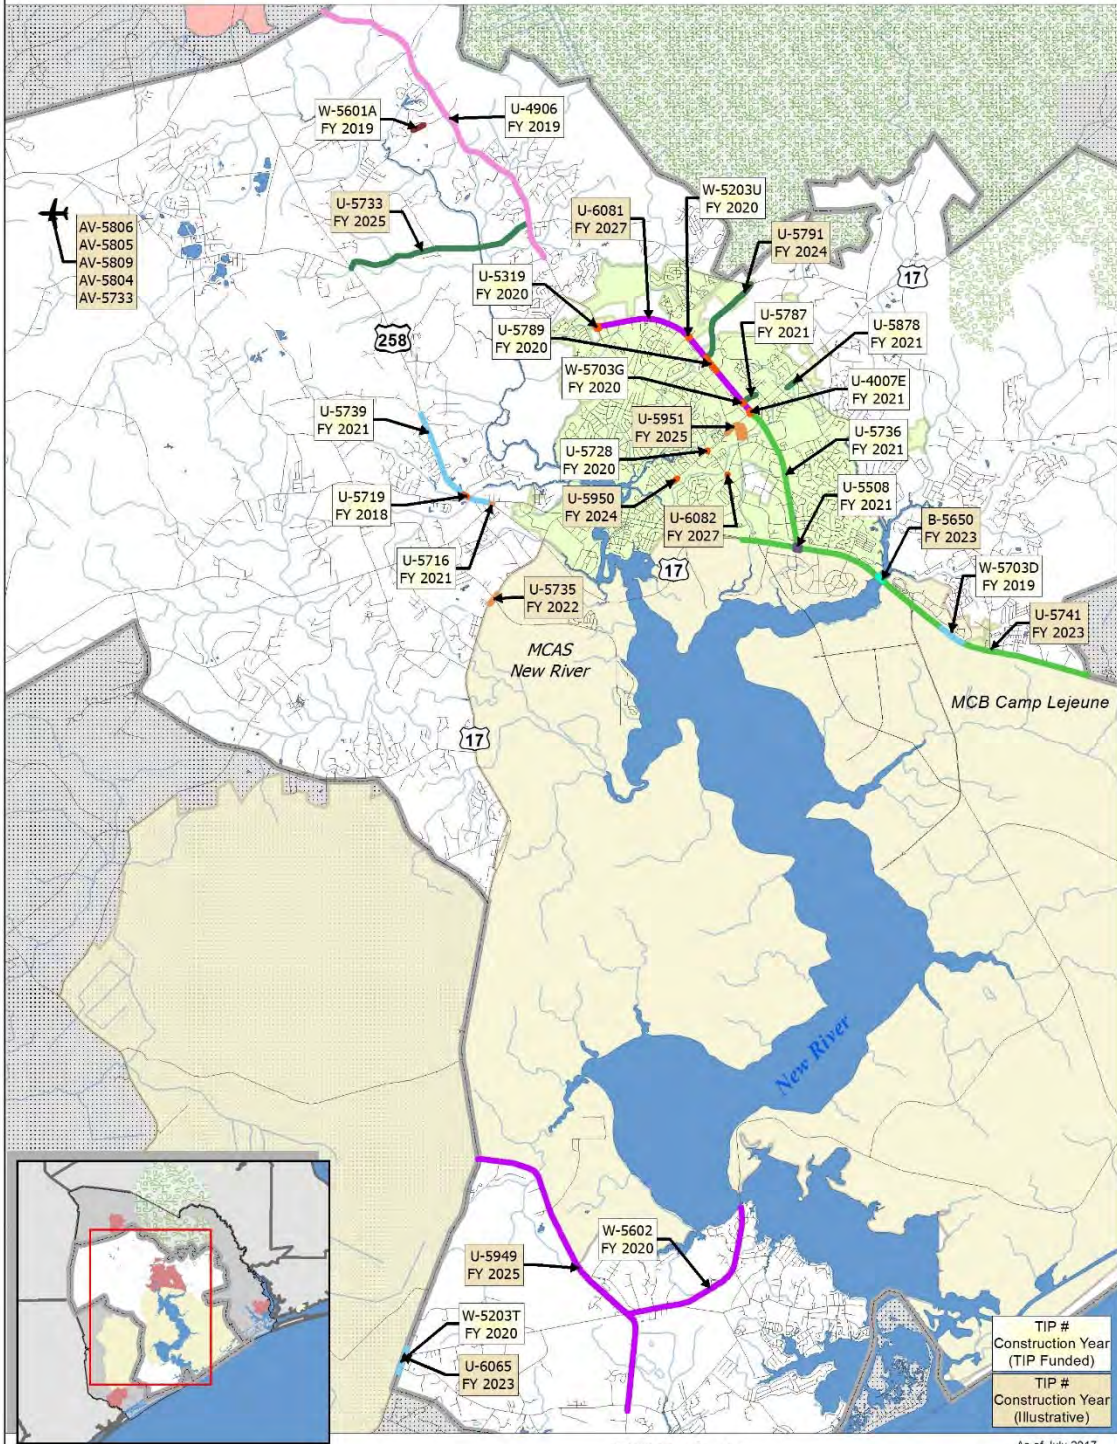 W-5601A
FY 2019
U-4906
FY 2019
W-5203U
FY 2020
U-5733
FY 2025
U-6081
FY 2027
U-5791
FY 2024
AV-5806
AV-5805
AV-5809
AV-5804
AV-5733
17
U-5319
FY 2020
U-5787
FY 2021
258
U-5789
FY 2020
U-5878
FY 2021
W-5703G
FY 2020
U-4007E
FY 2021
U-5739
FY 2021
U-5951
FY 2025
U-5736
FY 2021
U-5728
FY 2020
U-5719
FY 2018
U-5950
FY 2024
U-6082
FY 2027
U-5508
FY 2021
B-5650
FY 2023
U-5716
FY 2021
17
W-5703D
FY 2019
U-5735
FY 2022
U-5741
FY 2023
MCAS
New River
MCB Camp Lejeune
17
New River
W-5602
FY 2020
U-5949
FY 2025
W-5203T
FY 2020
U-6065
FY 2023
TIP #
Construction Year
(TIP Funded)
TIP #
Construction Year
(Illustrative)
As of July 2017